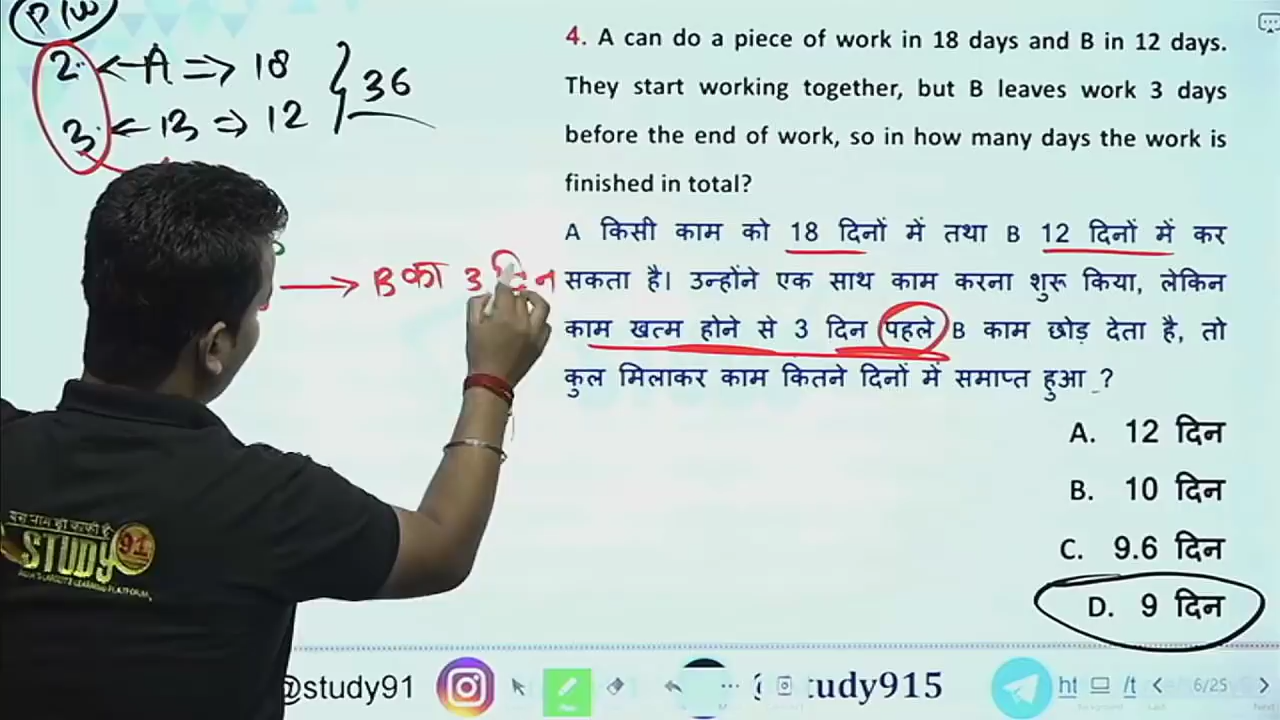 P/W
2 ← A ⇒ 18
3 ← B ⇒ 12
36
→ B का 3 दिन
4. A can do a piece of work in 18 days and B in 12 days.
They start working together, but B leaves work 3 days
before the end of work, so in how many days the work is
finished in total?
A किसी काम को 18 दिनों में तथा B 12 दिनों में कर
सकता है। उन्होंने एक साथ काम करना शुरू किया, लेकिन
काम खत्म होने से 3 दिन पहले B काम छोड़ देता है, तो
कुल मिलाकर काम कितने दिनों में समाप्त हुआ ?
A. 12 दिन
B. 10 दिन
C. 9.6 दिन
D. 9 दिन
STUDY 91
@study91
tudy915
ht
/t
6/25